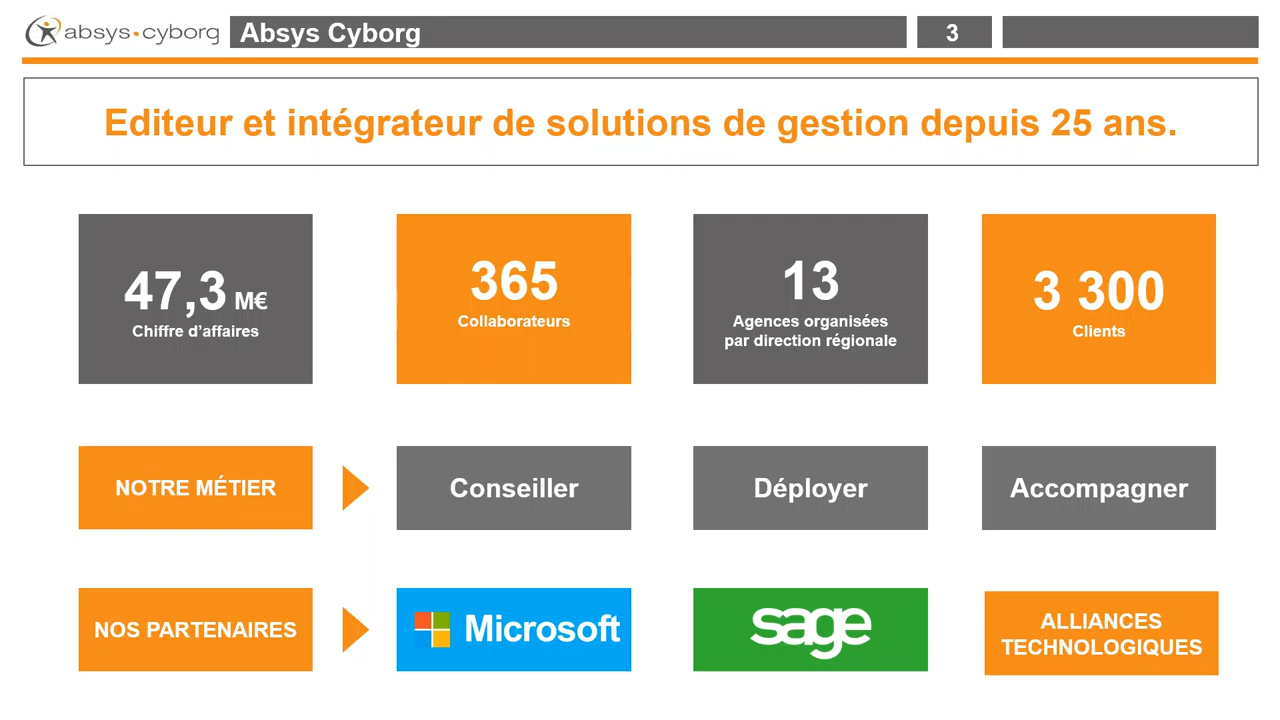 absys•cyborg
Absys Cyborg
3
Editeur et intégrateur de solutions de gestion depuis 25 ans.
47,3 M€
Chiffre d’affaires
365
Collaborateurs
13
Agences organisées
par direction régionale
3 300
Clients
NOTRE MÉTIER
Conseiller
Déployer
Accompagner
NOS PARTENAIRES
Microsoft
sage
ALLIANCES
TECHNOLOGIQUES